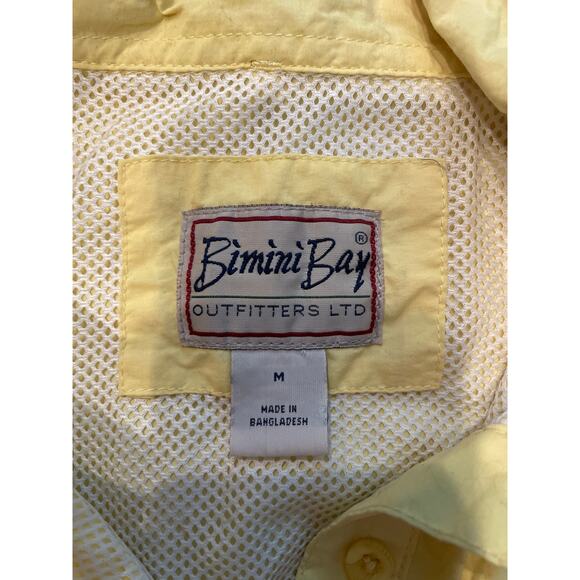 Bimini Bay®
OUTFITTERS LTD
M
MADE IN
BANGLADESH